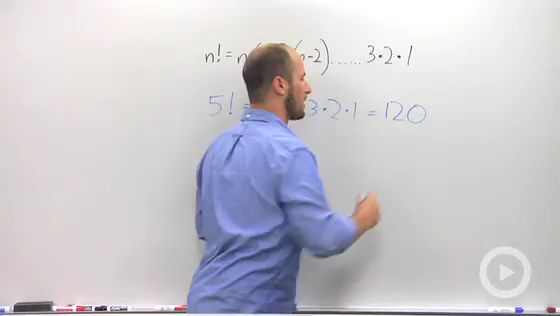 n! = n( n-2) ...... 3·2·1
5! = 3·2·1 = 120